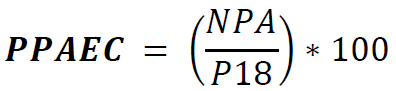 PPAEC = (NPA/P18) * 100